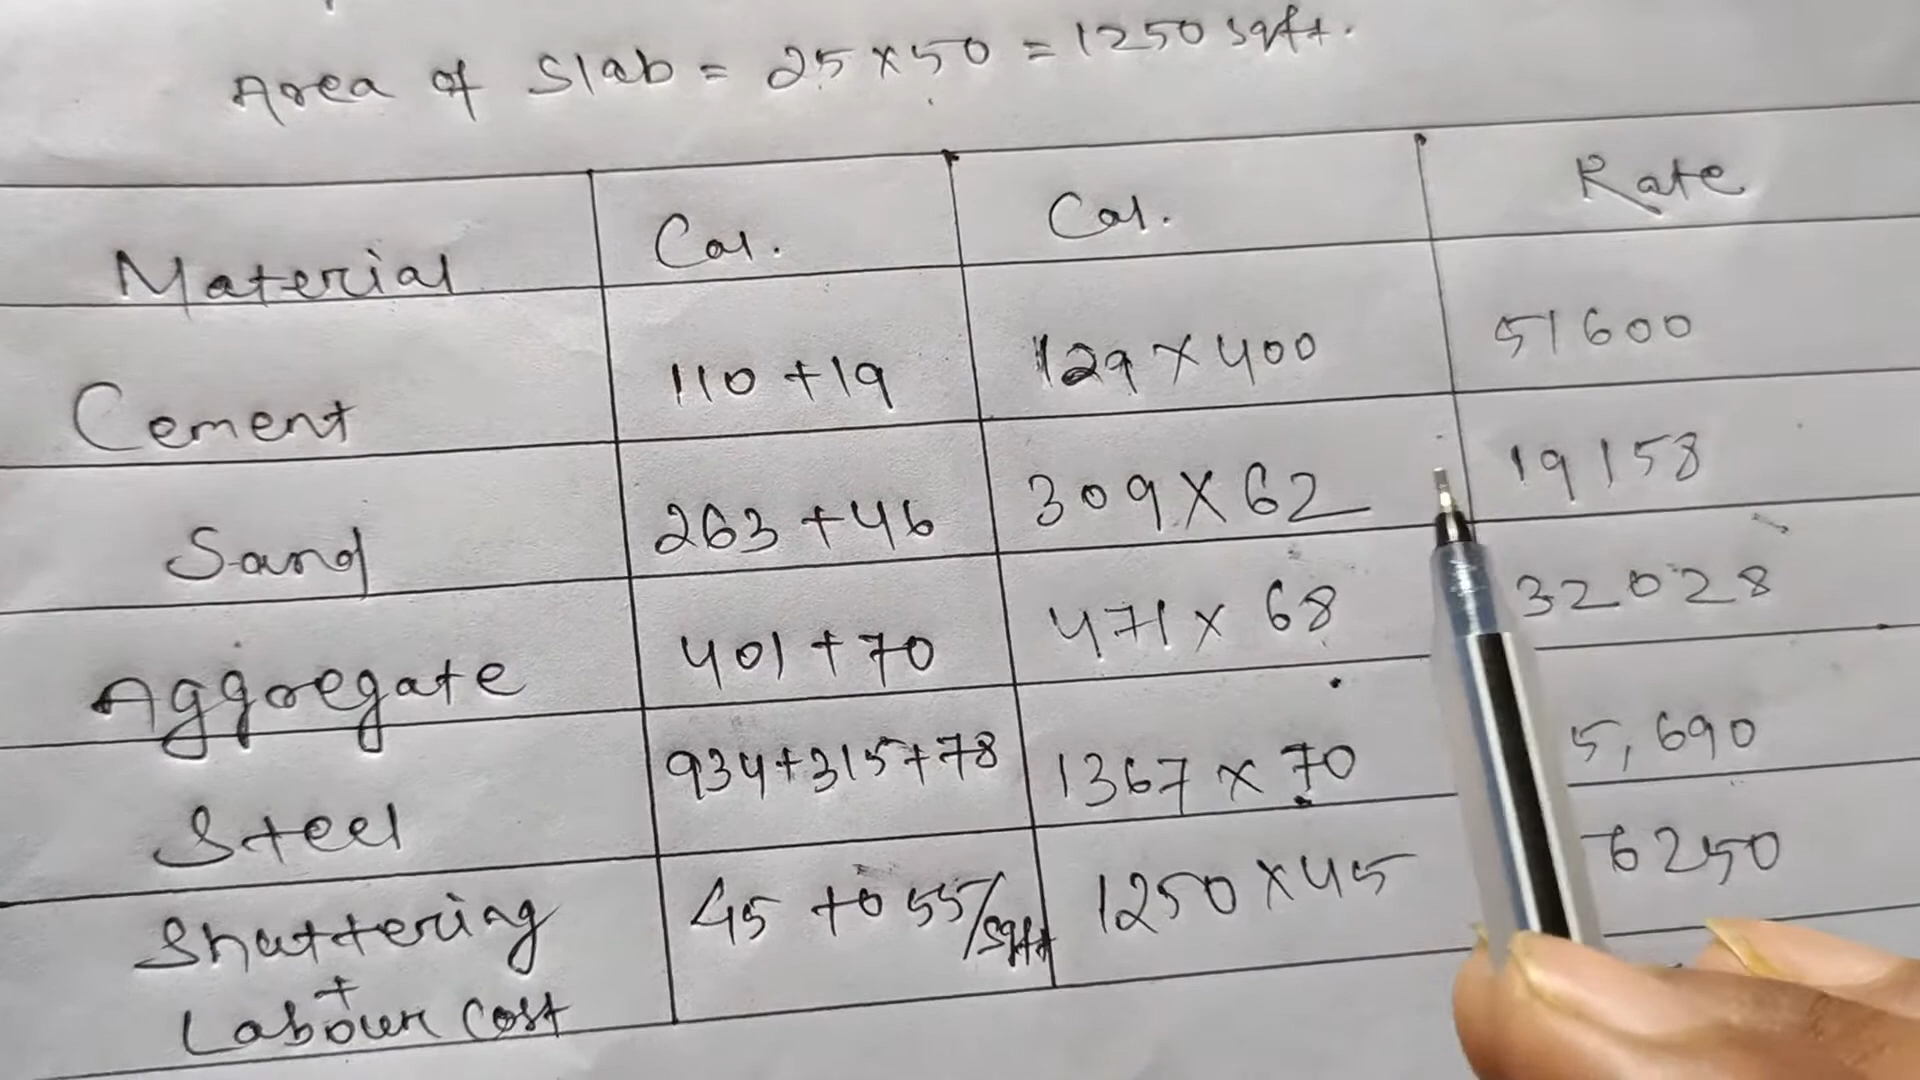 Area of Slab = 25 × 50 = 1250 sqft.
Material Cal. Cal. Rate
Cement 110 + 19 129 × 400 51600
Sand 263 + 46 309 × 62 19158
Aggregate 401 + 70 471 × 68 32028
Steel 934+315+78 1367 × 70 5,690
Shuttering + Labour Cost 45 to 55/sqft 1250 × 45 6250